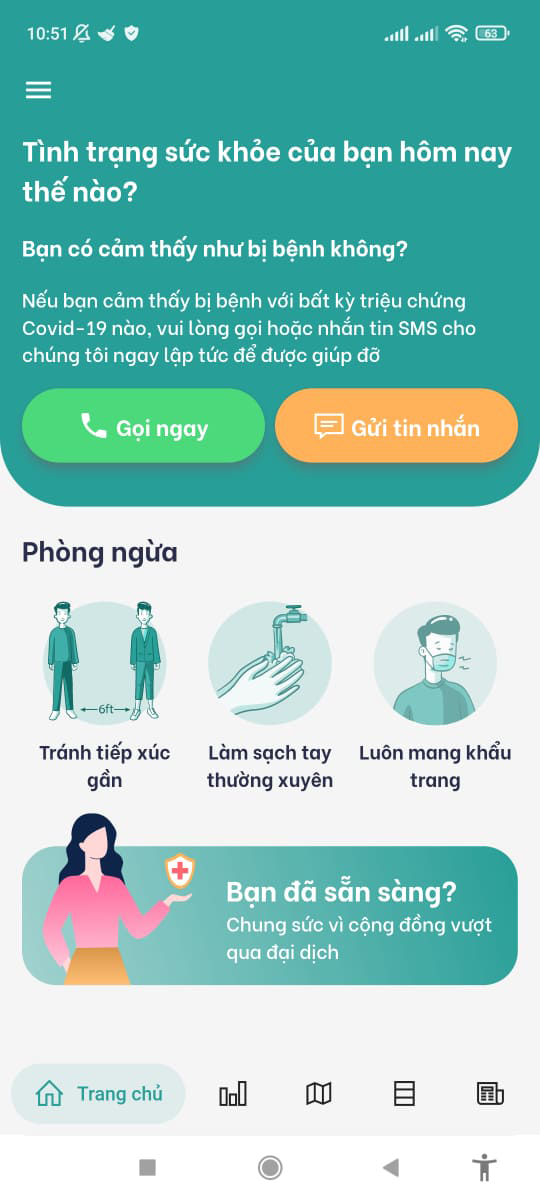 10:51
63
Tình trạng sức khỏe của bạn hôm nay
thế nào?
Bạn có cảm thấy như bị bệnh không?
Nếu bạn cảm thấy bị bệnh với bất kỳ triệu chứng
Covid-19 nào, vui lòng gọi hoặc nhắn tin SMS cho
chúng tôi ngay lập tức để được giúp đỡ
Gọi ngay
Gửi tin nhắn
Phòng ngừa
6ft
Tránh tiếp xúc
gần
Làm sạch tay
thường xuyên
Luôn mang khẩu
trang
Bạn đã sẵn sàng?
Chung sức vì cộng đồng vượt
qua đại dịch
Trang chủ